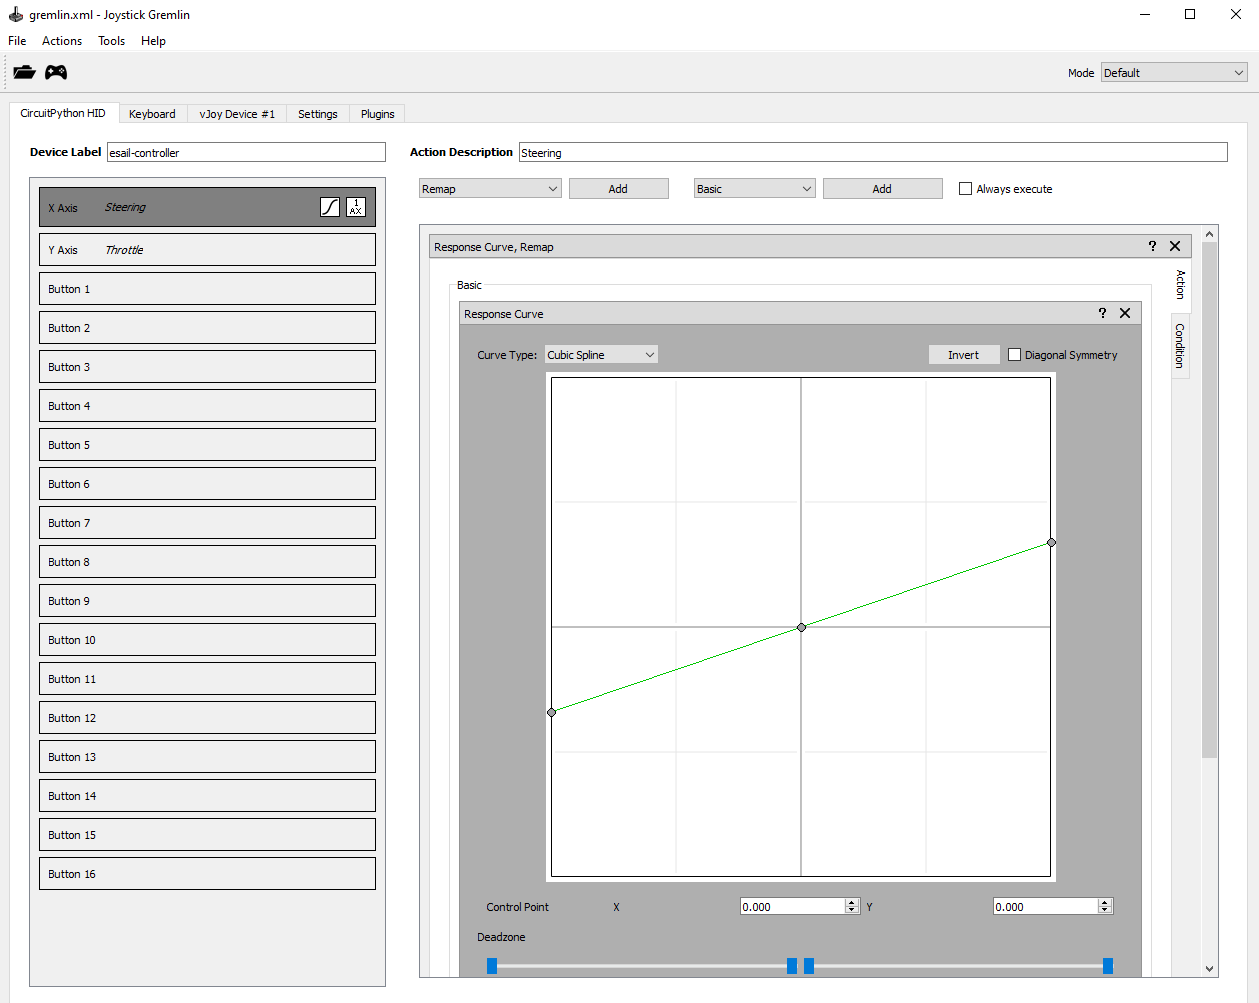 gremlin.xml - Joystick Gremlin
File Actions Tools Help
Mode Default
CircuitPython HID Keyboard vJoy Device #1 Settings Plugins
Device Label esail-controller
Action Description Steering
Remap Add Basic Add Always execute
X Axis Steering 1 AX
Y Axis Throttle
Button 1
Button 2
Button 3
Button 4
Button 5
Button 6
Button 7
Button 8
Button 9
Button 10
Button 11
Button 12
Button 13
Button 14
Button 15
Button 16
Response Curve, Remap ?
Action
Condition
Basic
Response Curve ?
Curve Type: Cubic Spline Invert Diagonal Symmetry
Control Point X 0.000 Y 0.000
Deadzone